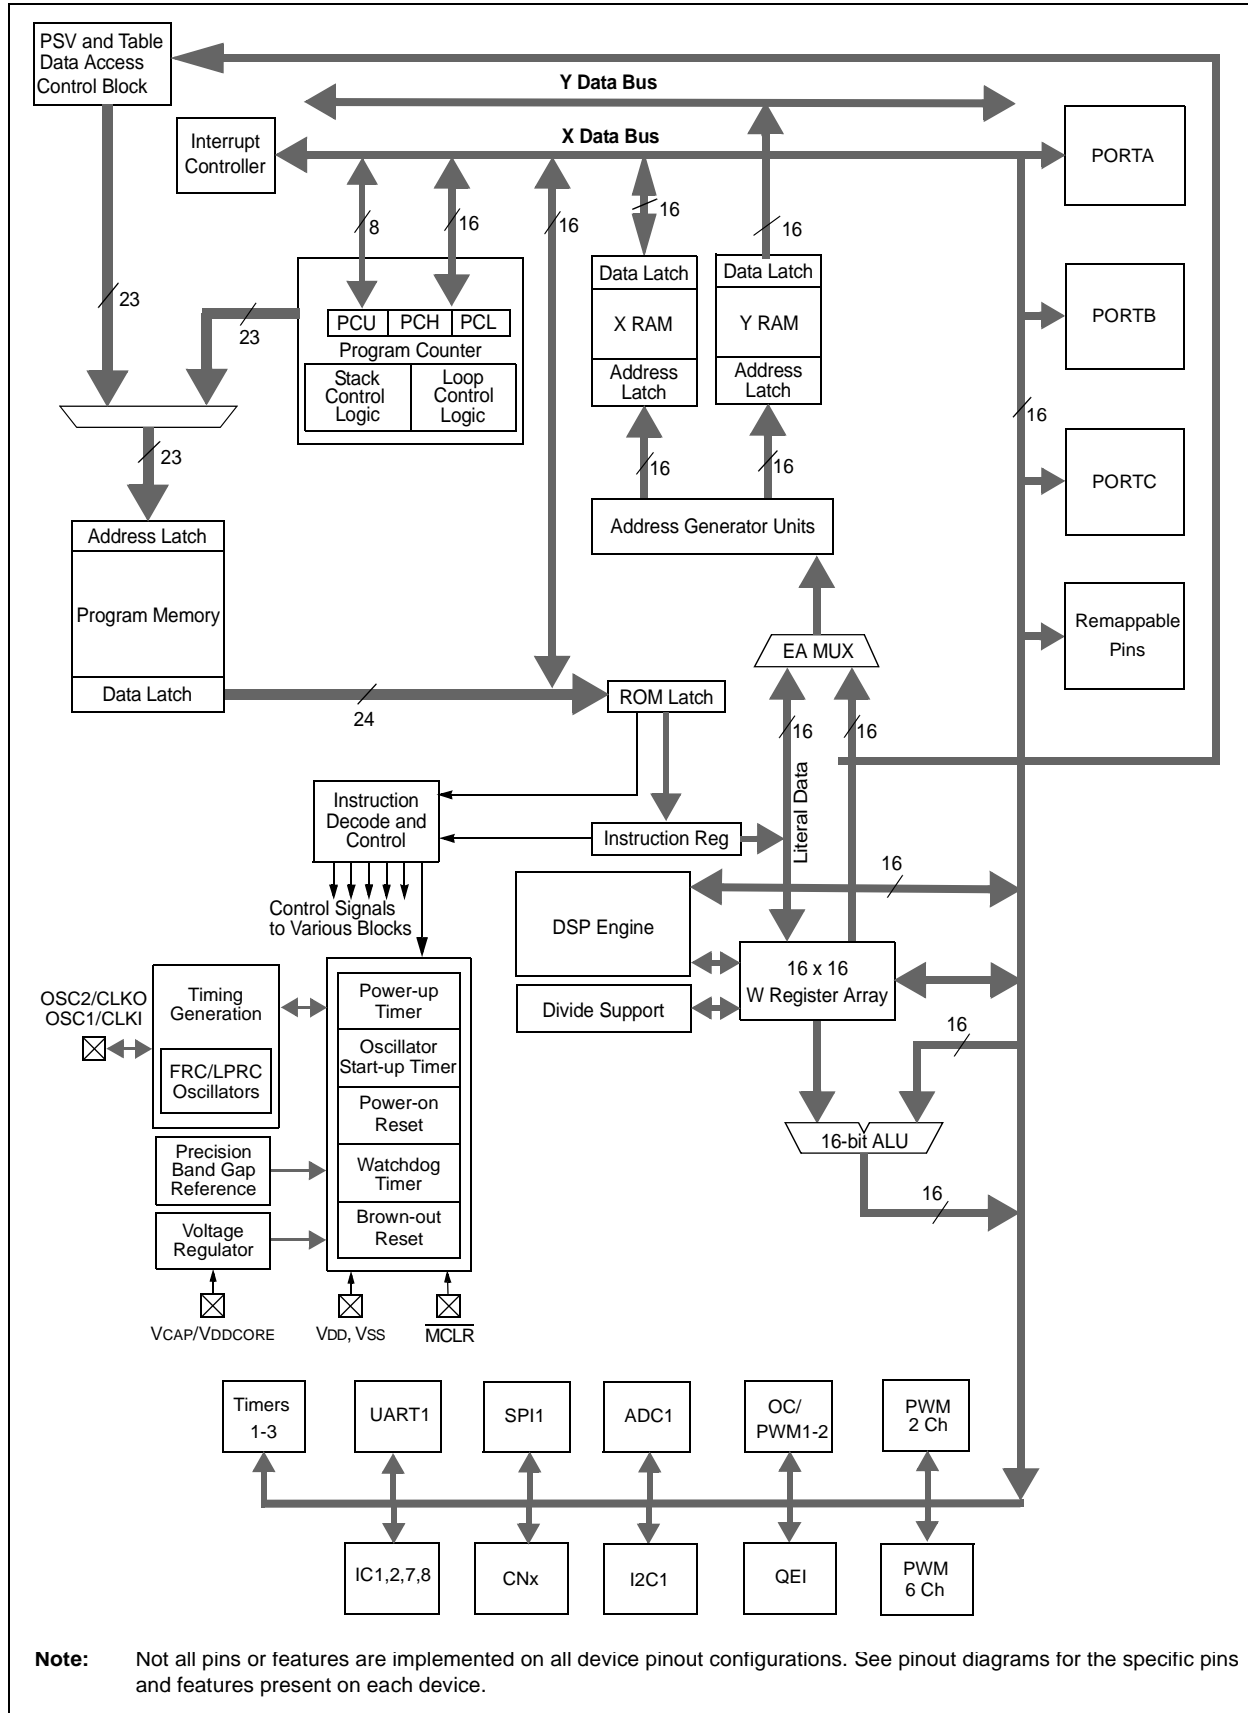 PSV and Table
Data Access
Control Block
Y Data Bus
X Data Bus
Interrupt
Controller
PORTA
8
16
16
16
16
23
23
Data Latch
X RAM
Address
Latch
Data Latch
Y RAM
Address
Latch
PCU
PCH
PCL
Program Counter
Stack
Control
Logic
Loop
Control
Logic
PORTB
16
23
16
16
PORTC
Address Generator Units
Address Latch
Program Memory
Data Latch
24
ROM Latch
EA MUX
Remappable
Pins
16
16
Literal Data
Instruction
Decode and
Control
Instruction Reg
Control Signals
to Various Blocks
16
DSP Engine
16 x 16
W Register Array
Divide Support
OSC2/CLKO
OSC1/CLKI
Timing
Generation
FRC/LPRC
Oscillators
Power-up
Timer
Oscillator
Start-up Timer
Power-on
Reset
Watchdog
Timer
Brown-out
Reset
16
16-bit ALU
16
Precision
Band Gap
Reference
Voltage
Regulator
VCAP/VDDCORE
VDD, VSS
MCLR
Timers
1-3
UART1
SPI1
ADC1
OC/
PWM1-2
PWM
2 Ch
IC1,2,7,8
CNx
I2C1
QEI
PWM
6 Ch
Note: Not all pins or features are implemented on all device pinout configurations. See pinout diagrams for the specific pins
and features present on each device.